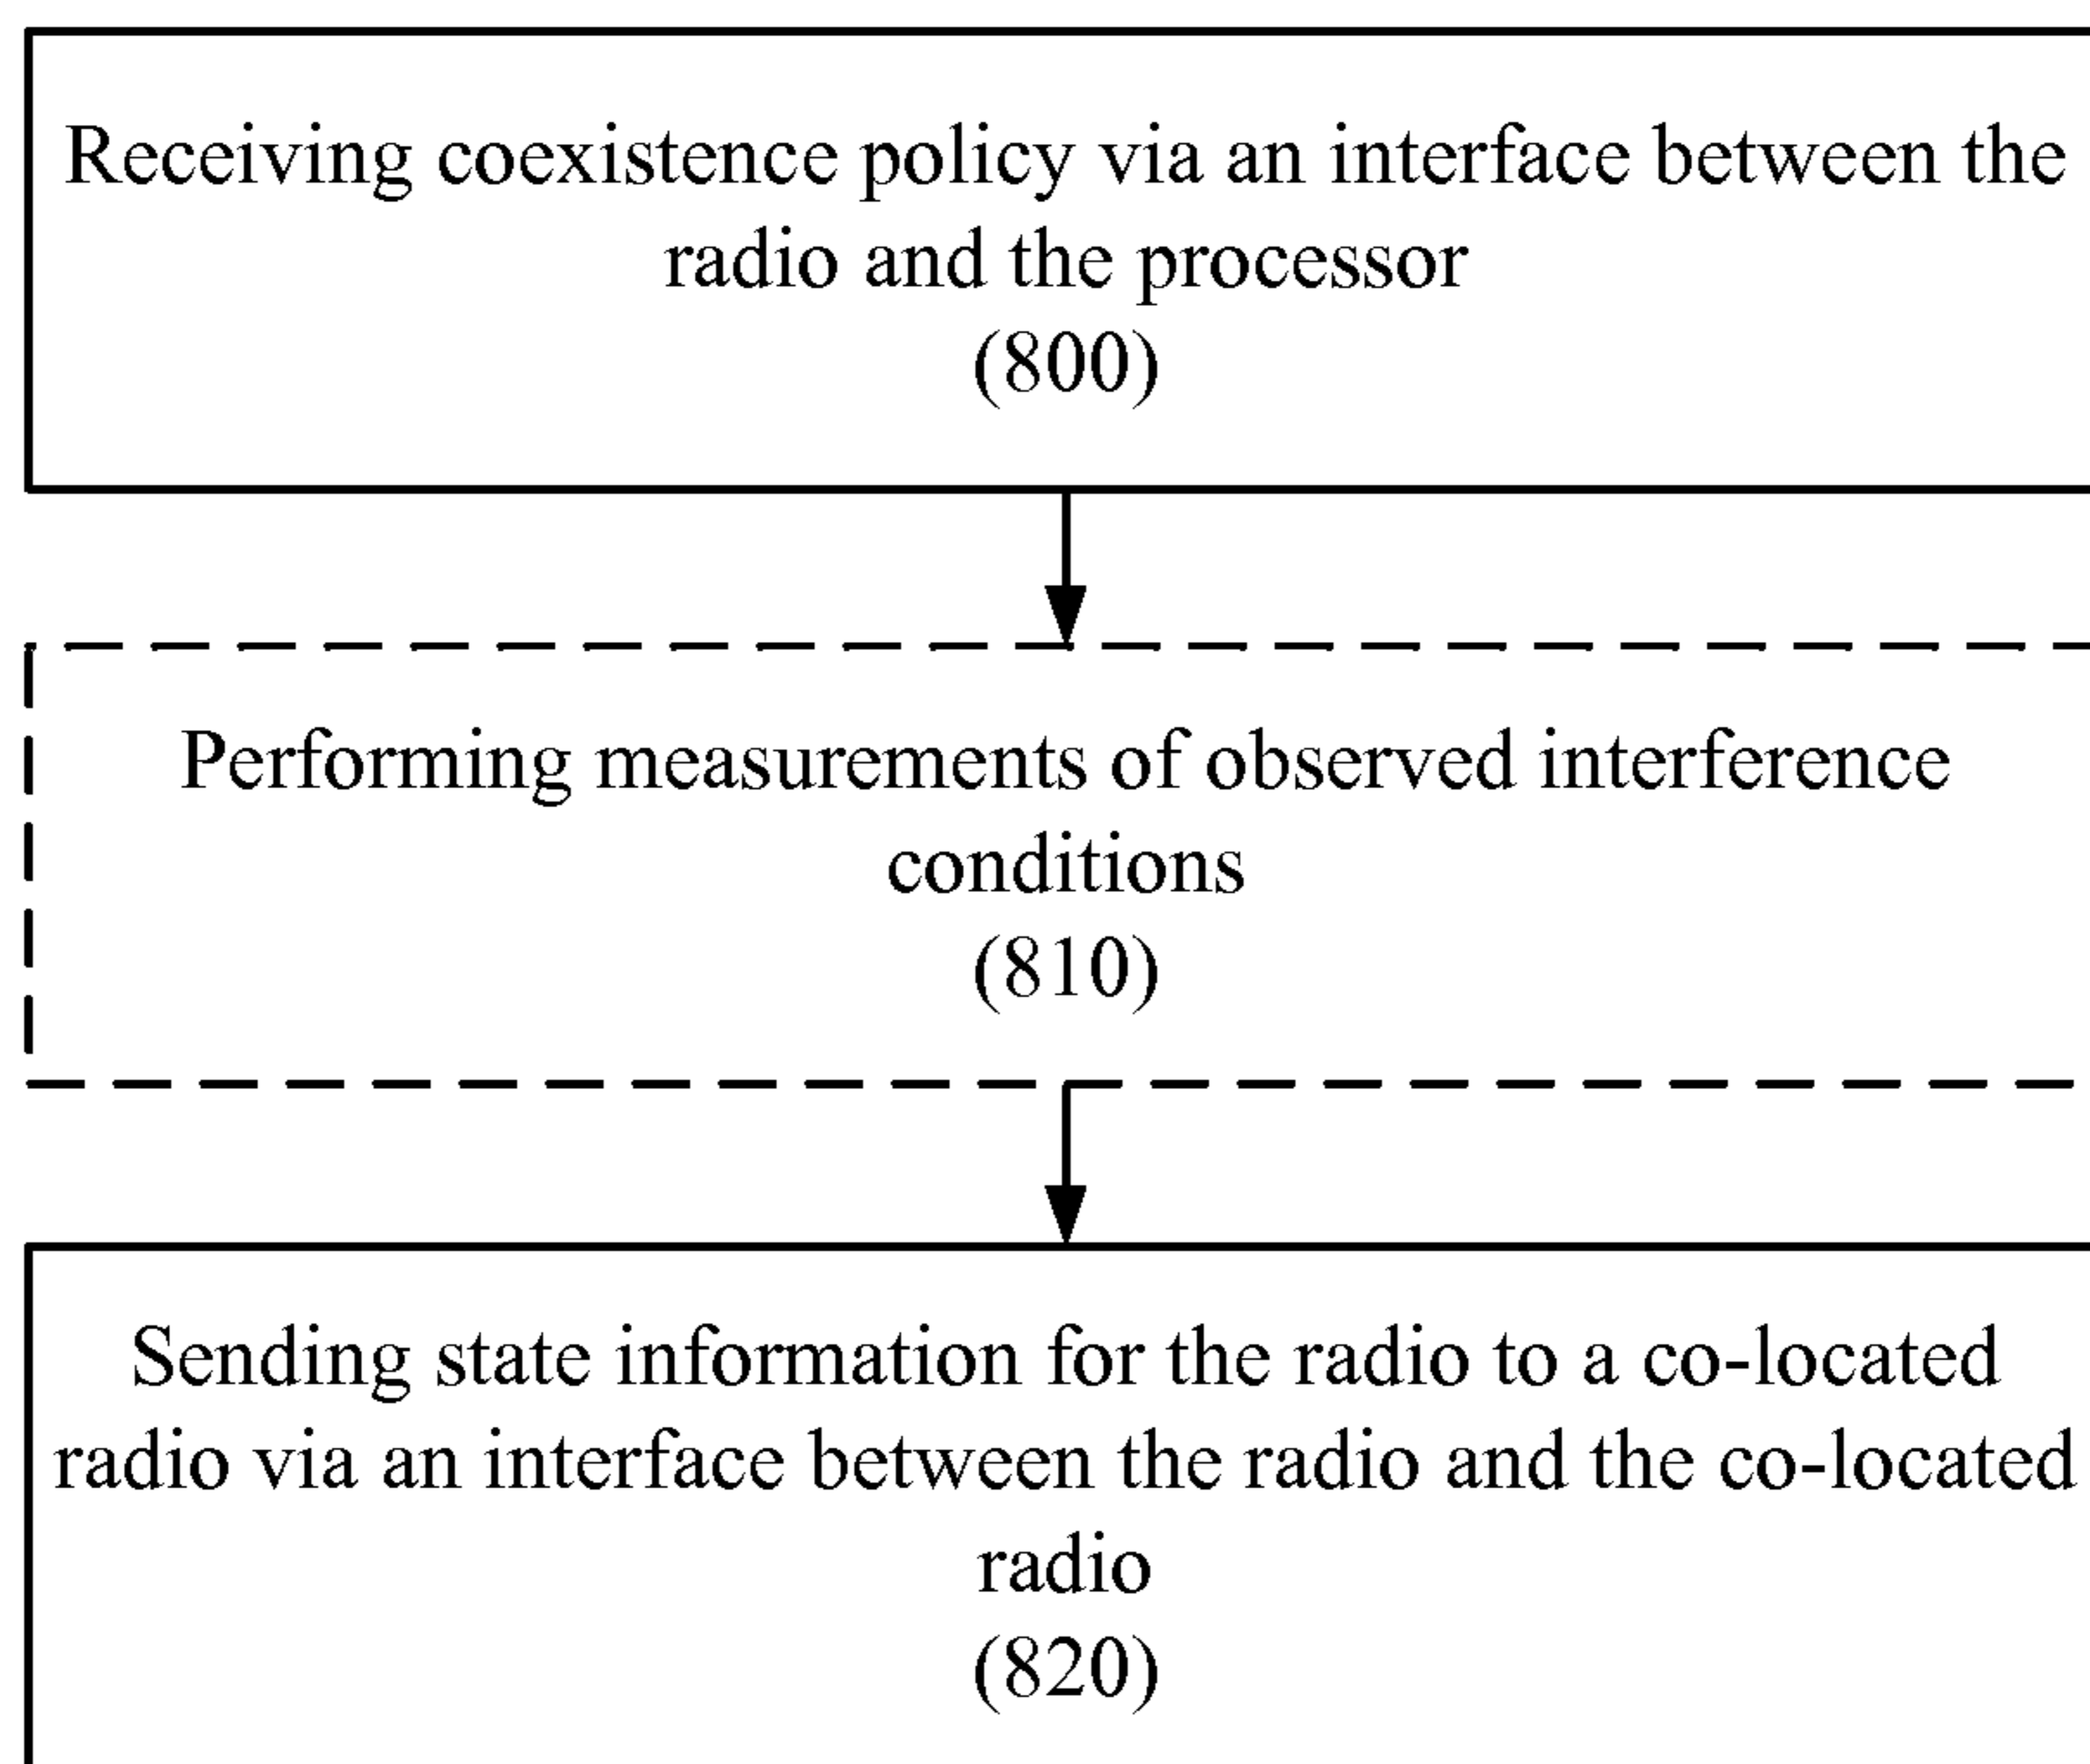 Receiving coexistence policy via an interface between the
radio and the processor
(800)
Performing measurements of observed interference
conditions
(810)
Sending state information for the radio to a co-located
radio via an interface between the radio and the co-located
radio
(820)